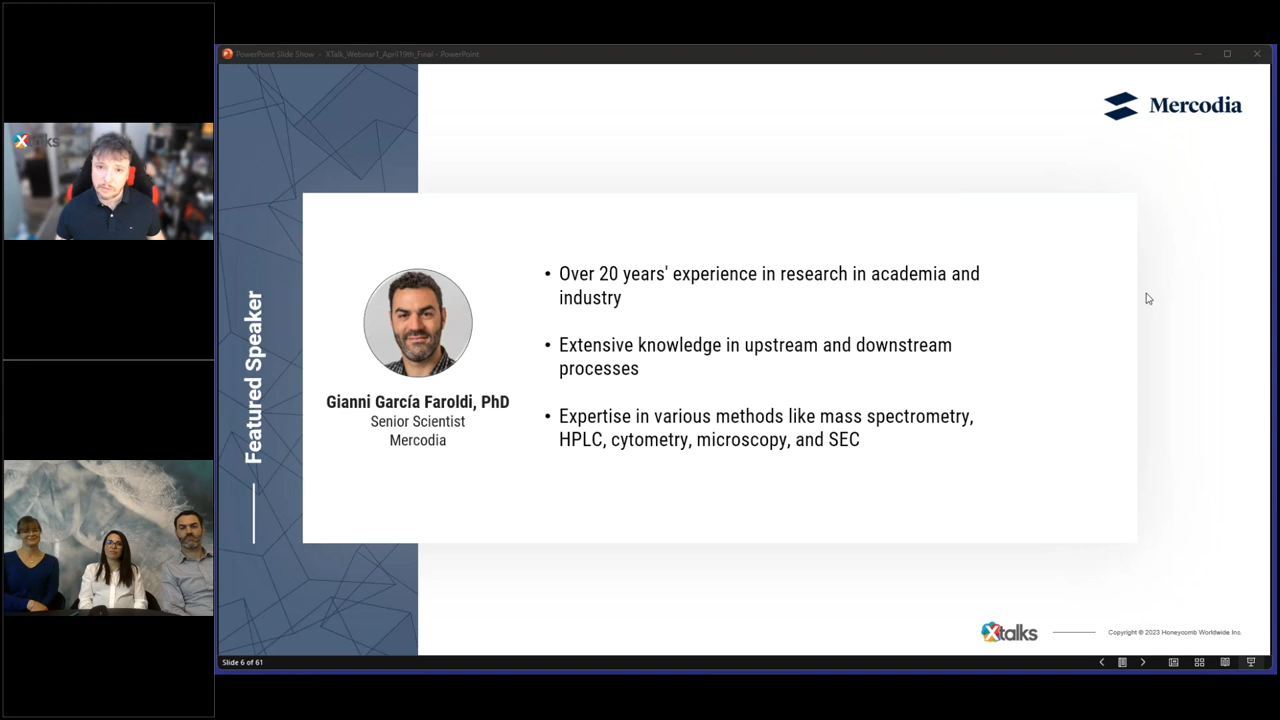 PowerPoint Slide Show - XTalk_Webinar1_April19th_Final - PowerPoint
Xtalks
Mercodia
Featured Speaker
Gianni García Faroldi, PhD
Senior Scientist
Mercodia
• Over 20 years' experience in research in academia and
industry
• Extensive knowledge in upstream and downstream
processes
• Expertise in various methods like mass spectrometry,
HPLC, cytometry, microscopy, and SEC
Xtalks
Copyright © 2023 Honeycomb Worldwide Inc.
Slide 6 of 61